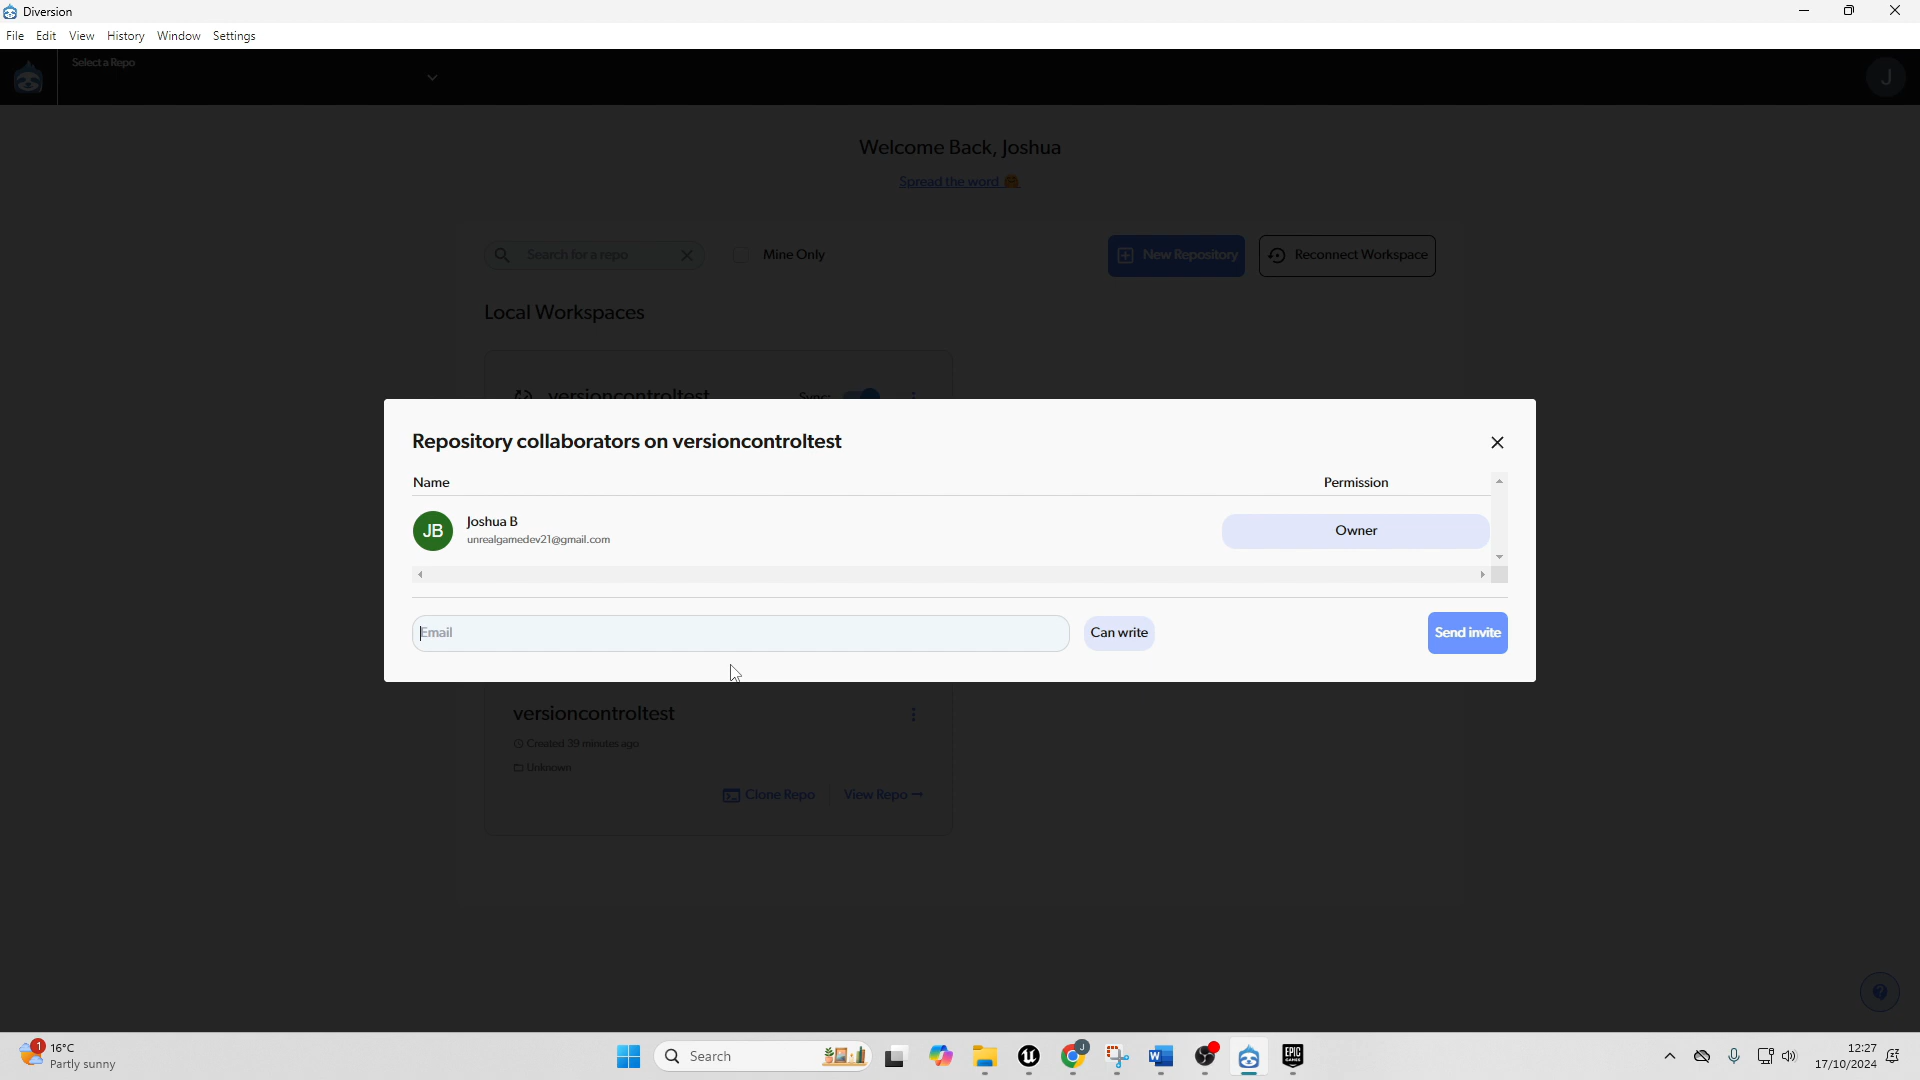 Diversion
File Edit View History Window Settings
Select a Repo
J
Welcome Back, Joshua
Spread the word 🤗
Search for a repo
Mine Only
New Repository
Reconnect Workspace
Local Workspaces
versioncontroltest
Sync:
Repository collaborators on versioncontroltest
Name
Permission
JB
Joshua B
unrealgamedev21@gmail.com
Owner
Email
Can write
Send invite
versioncontroltest
Created 39 minutes ago
Unknown
Clone Repo
View Repo →
1
16°C
Partly sunny
Search
J
EPIC
GAMES
12:27
17/10/2024